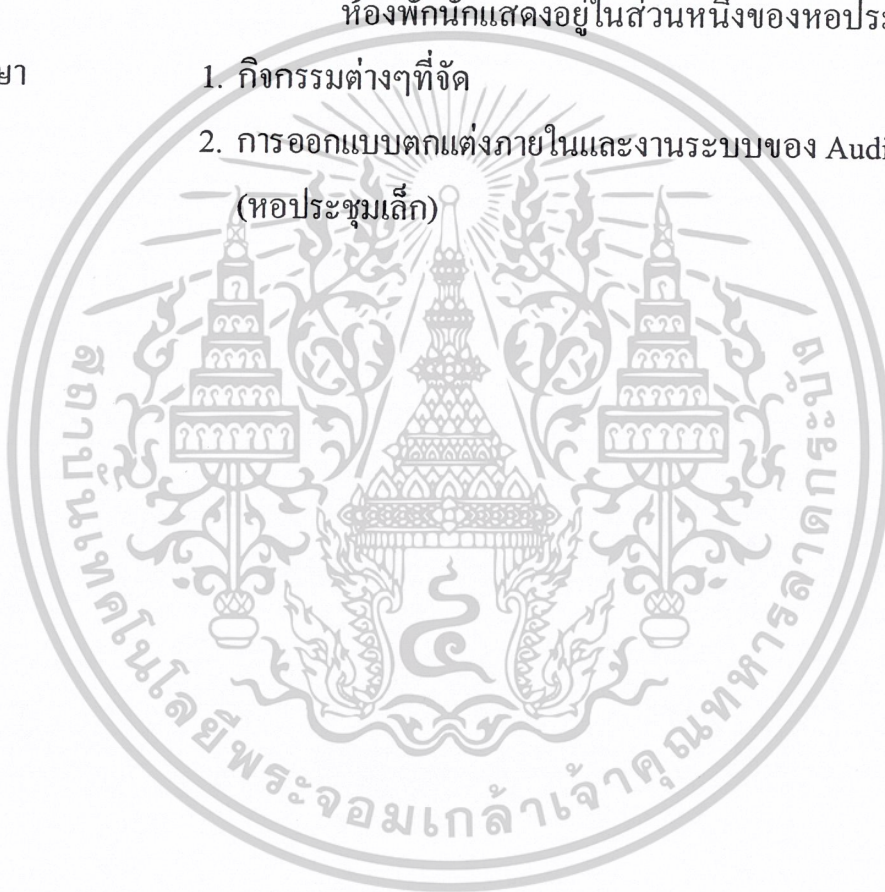 ห้องพักนักแสดงอยู่ในส่วนหนึ่งของหอประ
ษา
1. กิจกรรมต่างๆที่จัด
2. การออกแบบตกแต่งภายในและงานระบบของ Audi
(หอประชุมเล็ก)
สถาบันเทคโนโลยีพระจอมเกล้าเจ้าคุณทหารลาดกระบัง
๔